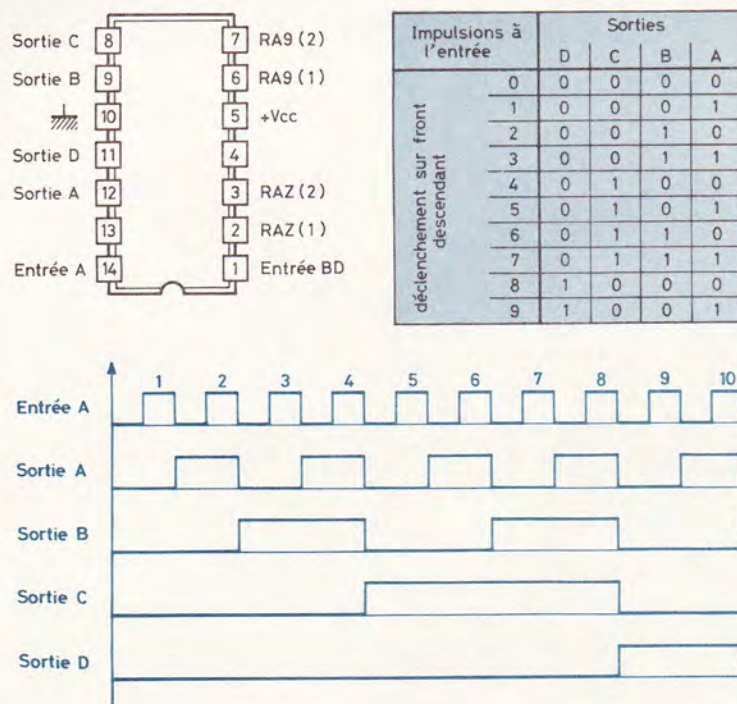 Sortie C 8 7 RA9 (2)
Sortie B 9 6 RA9 (1)
10 5 +Vcc
Sortie D 11 4
Sortie A 12 3 RAZ (2)
13 2 RAZ (1)
Entrée A 14 1 Entrée BD
Impulsions à l'entrée
Sorties
D C B A
déclenchement sur front descendant
0 0 0 0 0
1 0 0 0 1
2 0 0 1 0
3 0 0 1 1
4 0 1 0 0
5 0 1 0 1
6 0 1 1 0
7 0 1 1 1
8 1 0 0 0
9 1 0 0 1
1 2 3 4 5 6 7 8 9 10
Entrée A
Sortie A
Sortie B
Sortie C
Sortie D